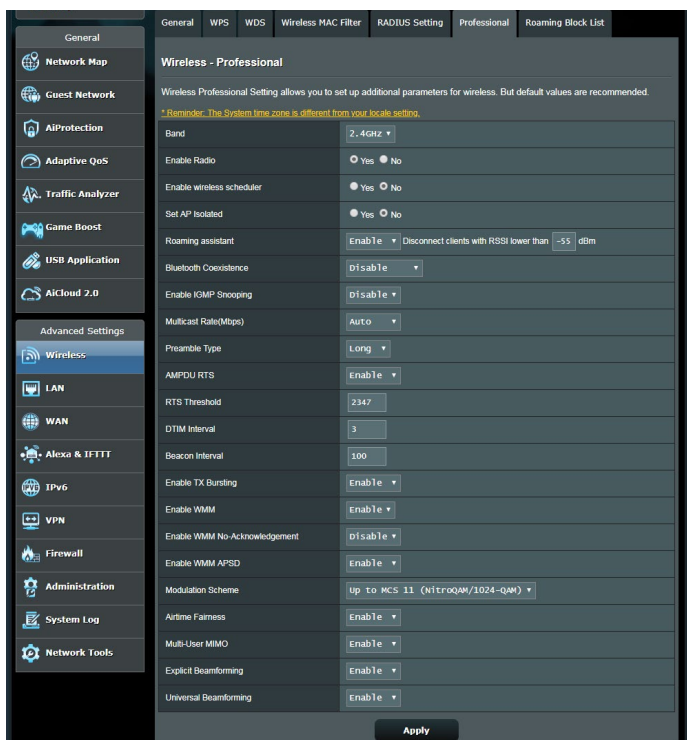 General WPS WDS Wireless MAC Filter RADIUS Setting Professional Roaming Block List
General
Network Map
Guest Network
AiProtection
Adaptive QoS
Traffic Analyzer
Game Boost
USB Application
AiCloud 2.0
Advanced Settings
Wireless
LAN
WAN
Alexa & IFTTT
IPv6
VPN
Firewall
Administration
System Log
Network Tools
Wireless - Professional
Wireless Professional Setting allows you to set up additional parameters for wireless. But default values are recommended.
* Reminder: The System time zone is different from your locale setting.
Band 2.4GHz
Enable Radio Yes No
Enable wireless scheduler Yes No
Set AP Isolated Yes No
Roaming assistant Enable Disconnect clients with RSSI lower than -55 dBm
Bluetooth Coexistence Disable
Enable IGMP Snooping Disable
Multicast Rate(Mbps) Auto
Preamble Type Long
AMPDU RTS Enable
RTS Threshold 2347
DTIM Interval 3
Beacon Interval 100
Enable TX Bursting Enable
Enable WMM Enable
Enable WMM No-Acknowledgement Disable
Enable WMM APSD Enable
Modulation Scheme Up to MCS 11 (NitroQAM/1024-QAM)
Airtime Fairness Enable
Multi-User MIMO Enable
Explicit Beamforming Enable
Universal Beamforming Enable
Apply